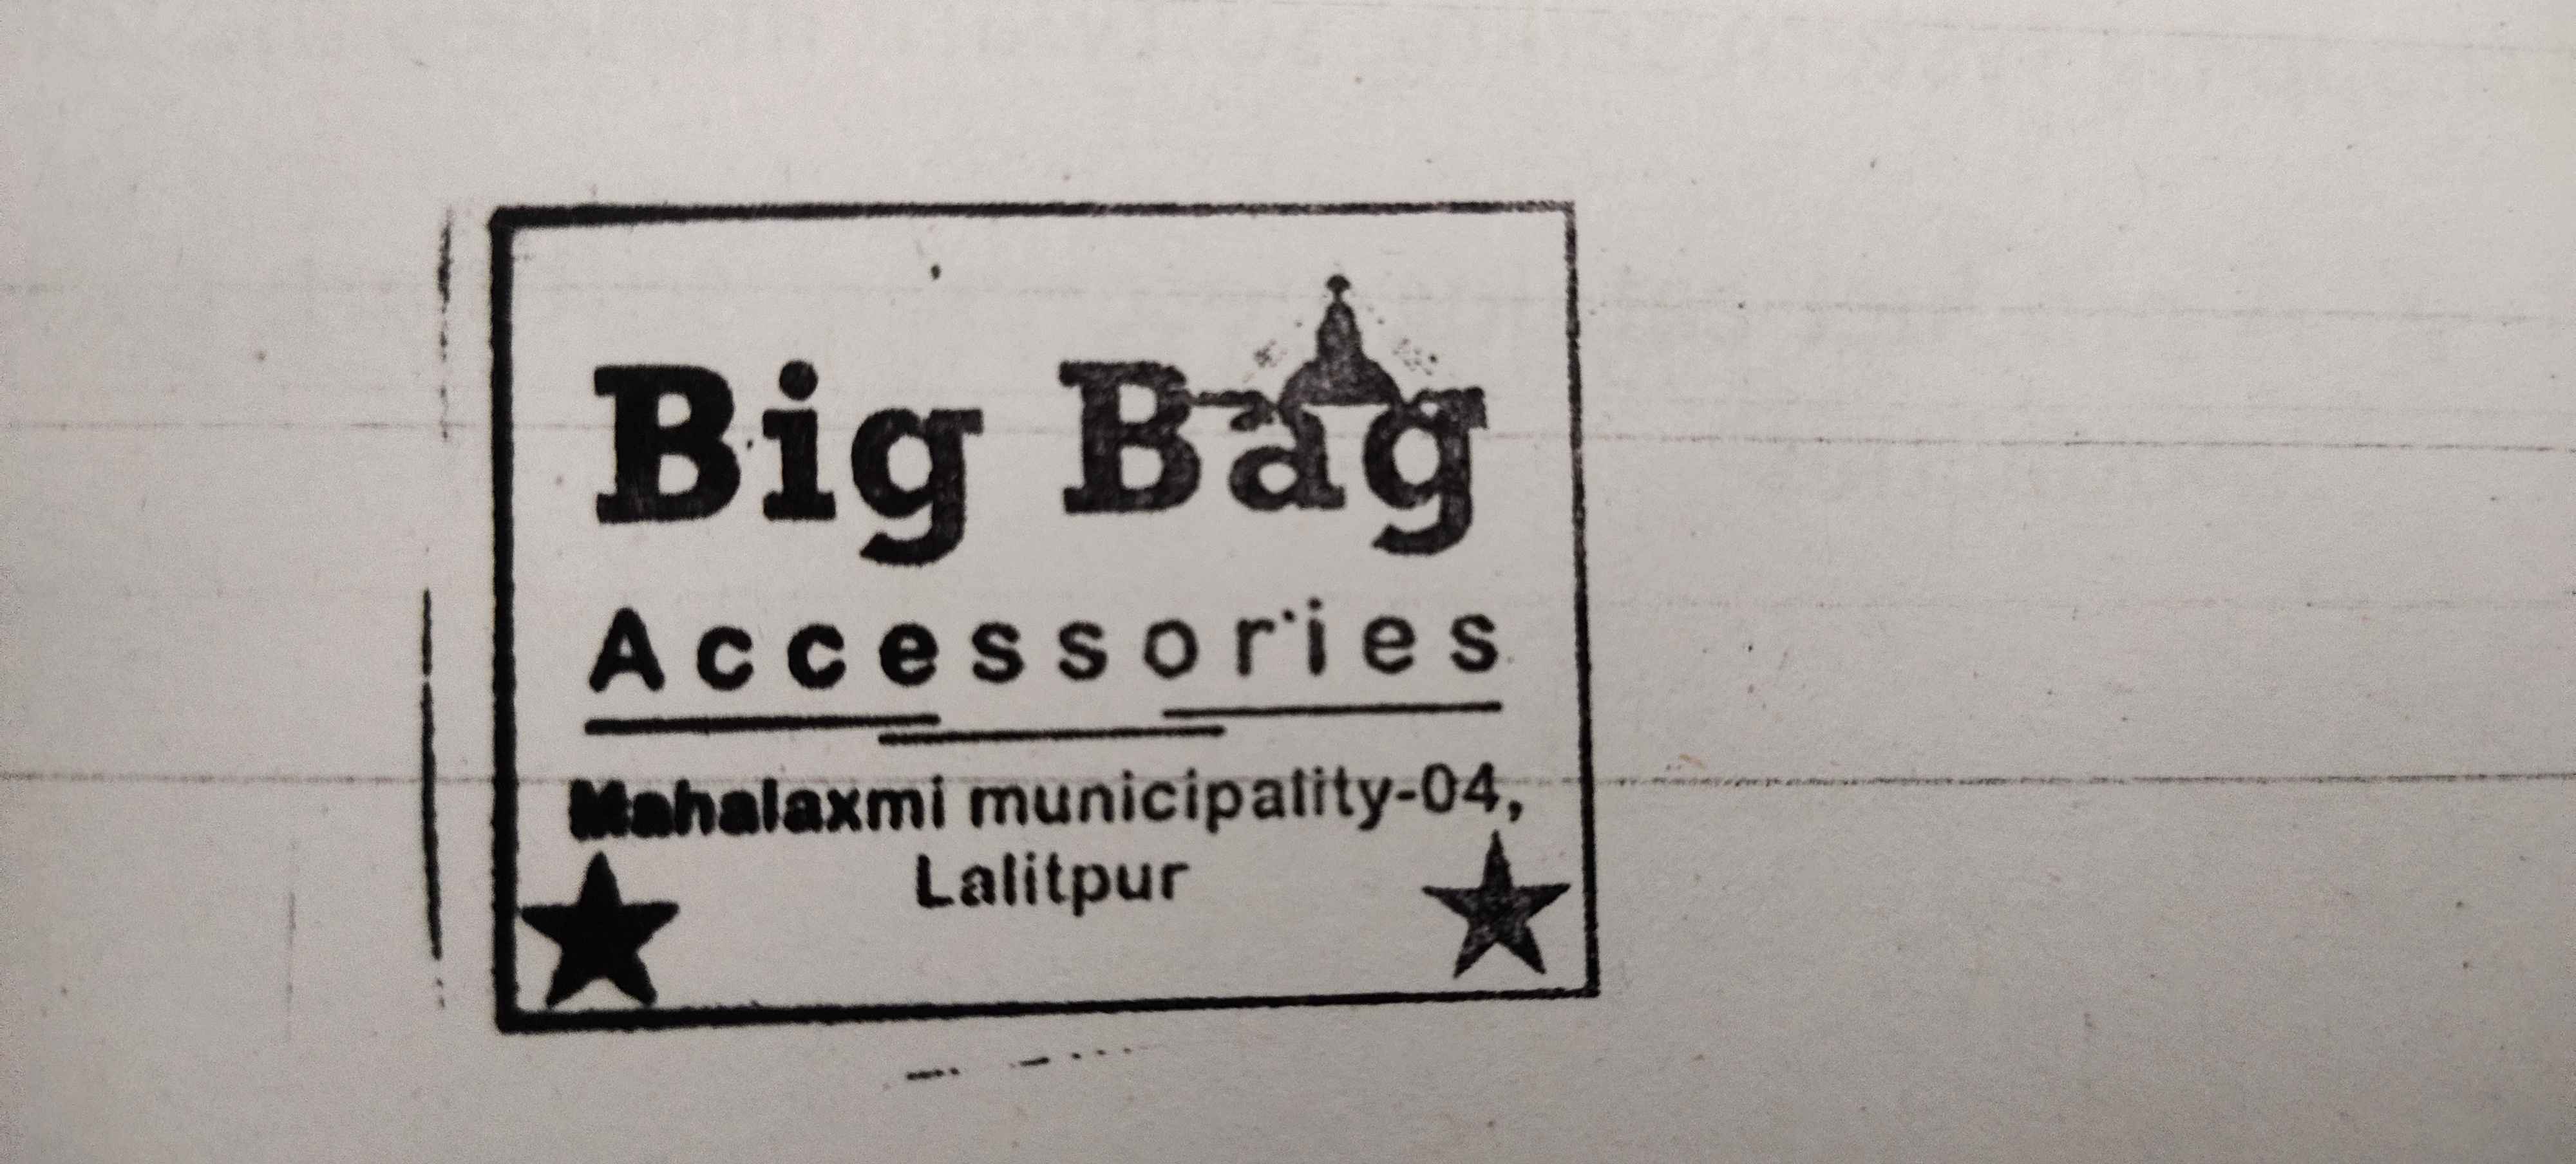 Big Bag
Accessories
Mahalaxmi municipality-04,
Lalitpur